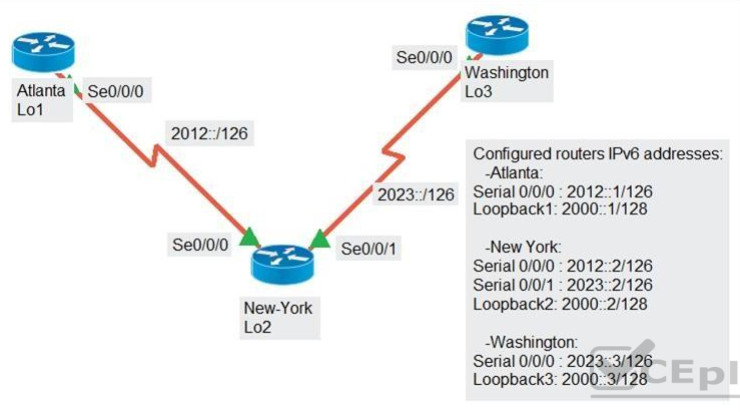 Atlanta
Lo1
Se0/0/0
2012::/126
Se0/0/0
Washington
Lo3
2023::/126
Se0/0/0
Se0/0/1
New-York
Lo2
Configured routers IPv6 addresses:
-Atlanta:
Serial 0/0/0 : 2012::1/126
Loopback1: 2000::1/128
-New York:
Serial 0/0/0 : 2012::2/126
Serial 0/0/1 : 2023::2/126
Loopback2: 2000::2/128
-Washington:
Serial 0/0/0 : 2023::3/126
Loopback3: 2000::3/128
CEpl